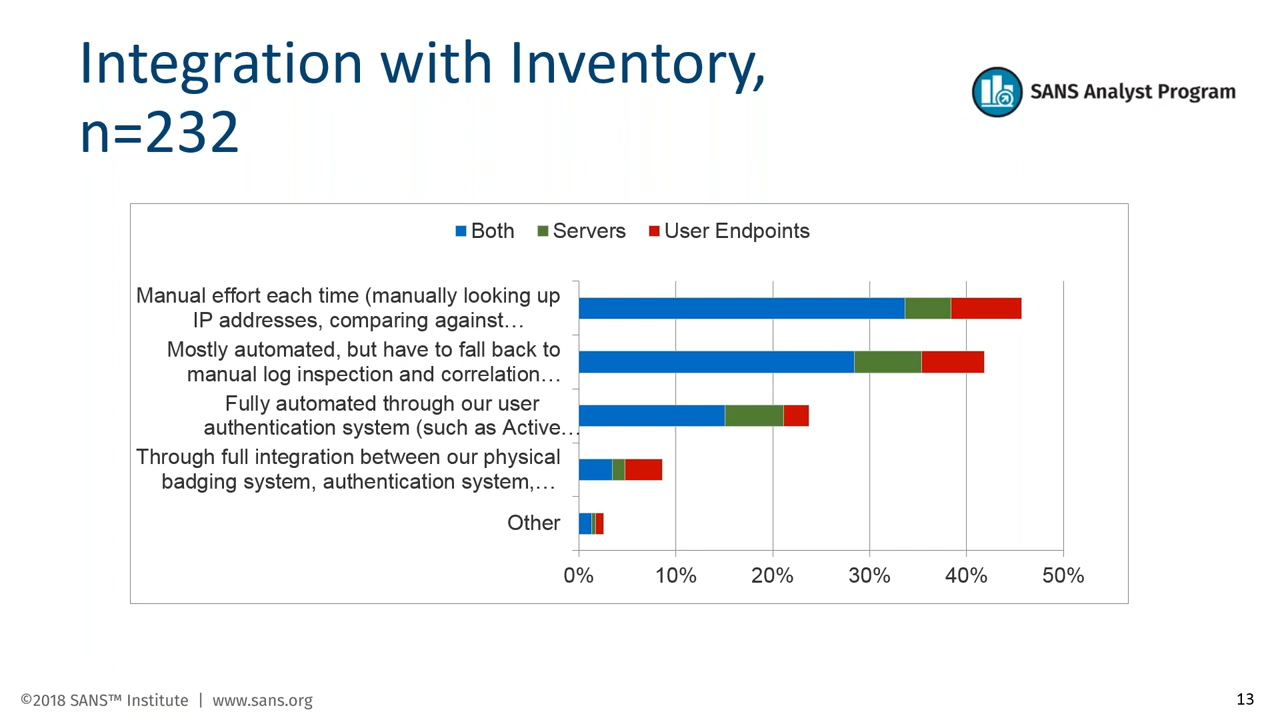 Integration with Inventory,
n=232
SANS Analyst Program
Both Servers User Endpoints
Manual effort each time (manually looking up
IP addresses, comparing against…
Mostly automated, but have to fall back to
manual log inspection and correlation…
Fully automated through our user
authentication system (such as Active…
Through full integration between our physical
badging system, authentication system,…
Other
0% 10% 20% 30% 40% 50%
©2018 SANS™ Institute | www.sans.org
13